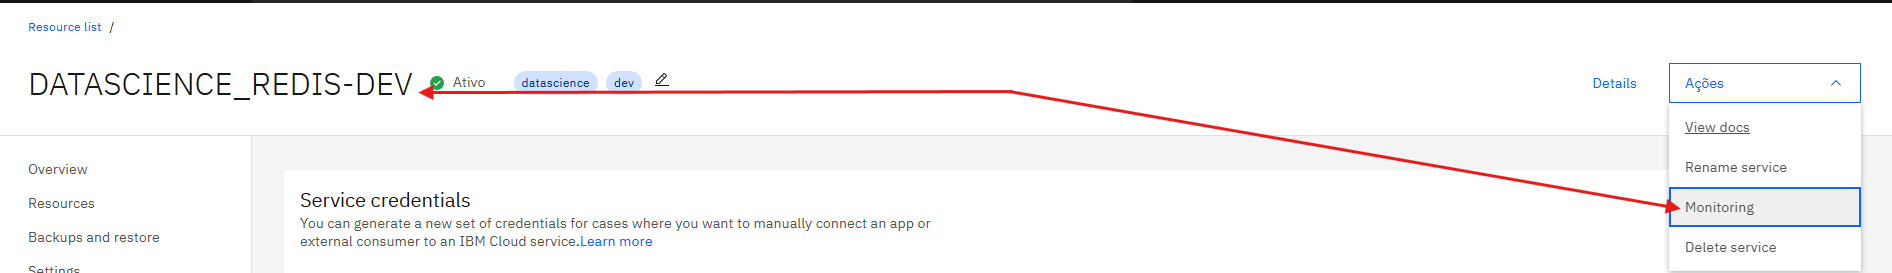 Resource list /
DATASCIENCE_REDIS-DEV Ativo datascience dev
Details
Ações
View docs
Rename service
Monitoring
Delete service
Overview
Resources
Backups and restore
Settings
Service credentials
You can generate a new set of credentials for cases where you want to manually connect an app or
external consumer to an IBM Cloud service.Learn more